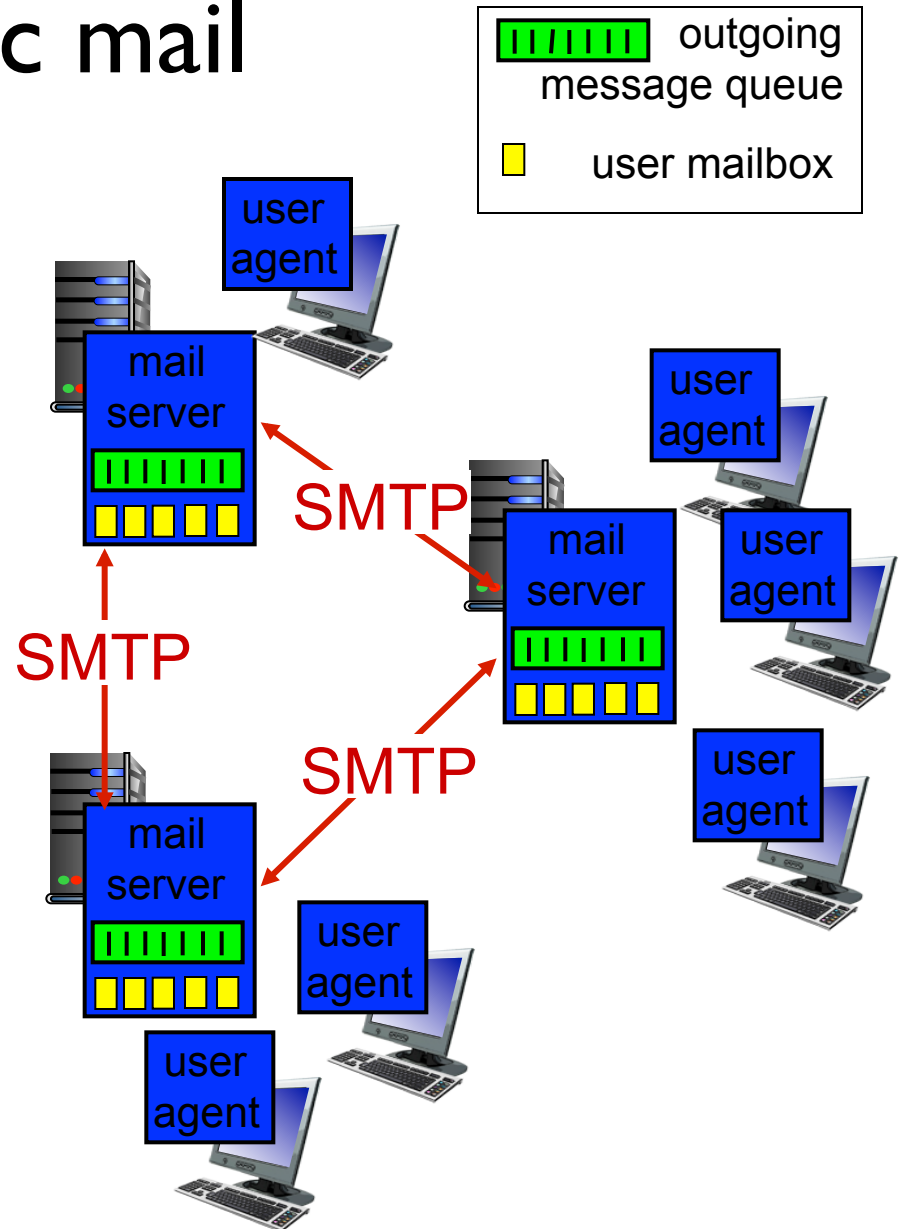 c mail
outgoing
message queue
user mailbox
user
agent
mail
server
user
agent
SMTP
mail
server
user
agent
SMTP
SMTP
user
agent
mail
server
user
agent
user
agent